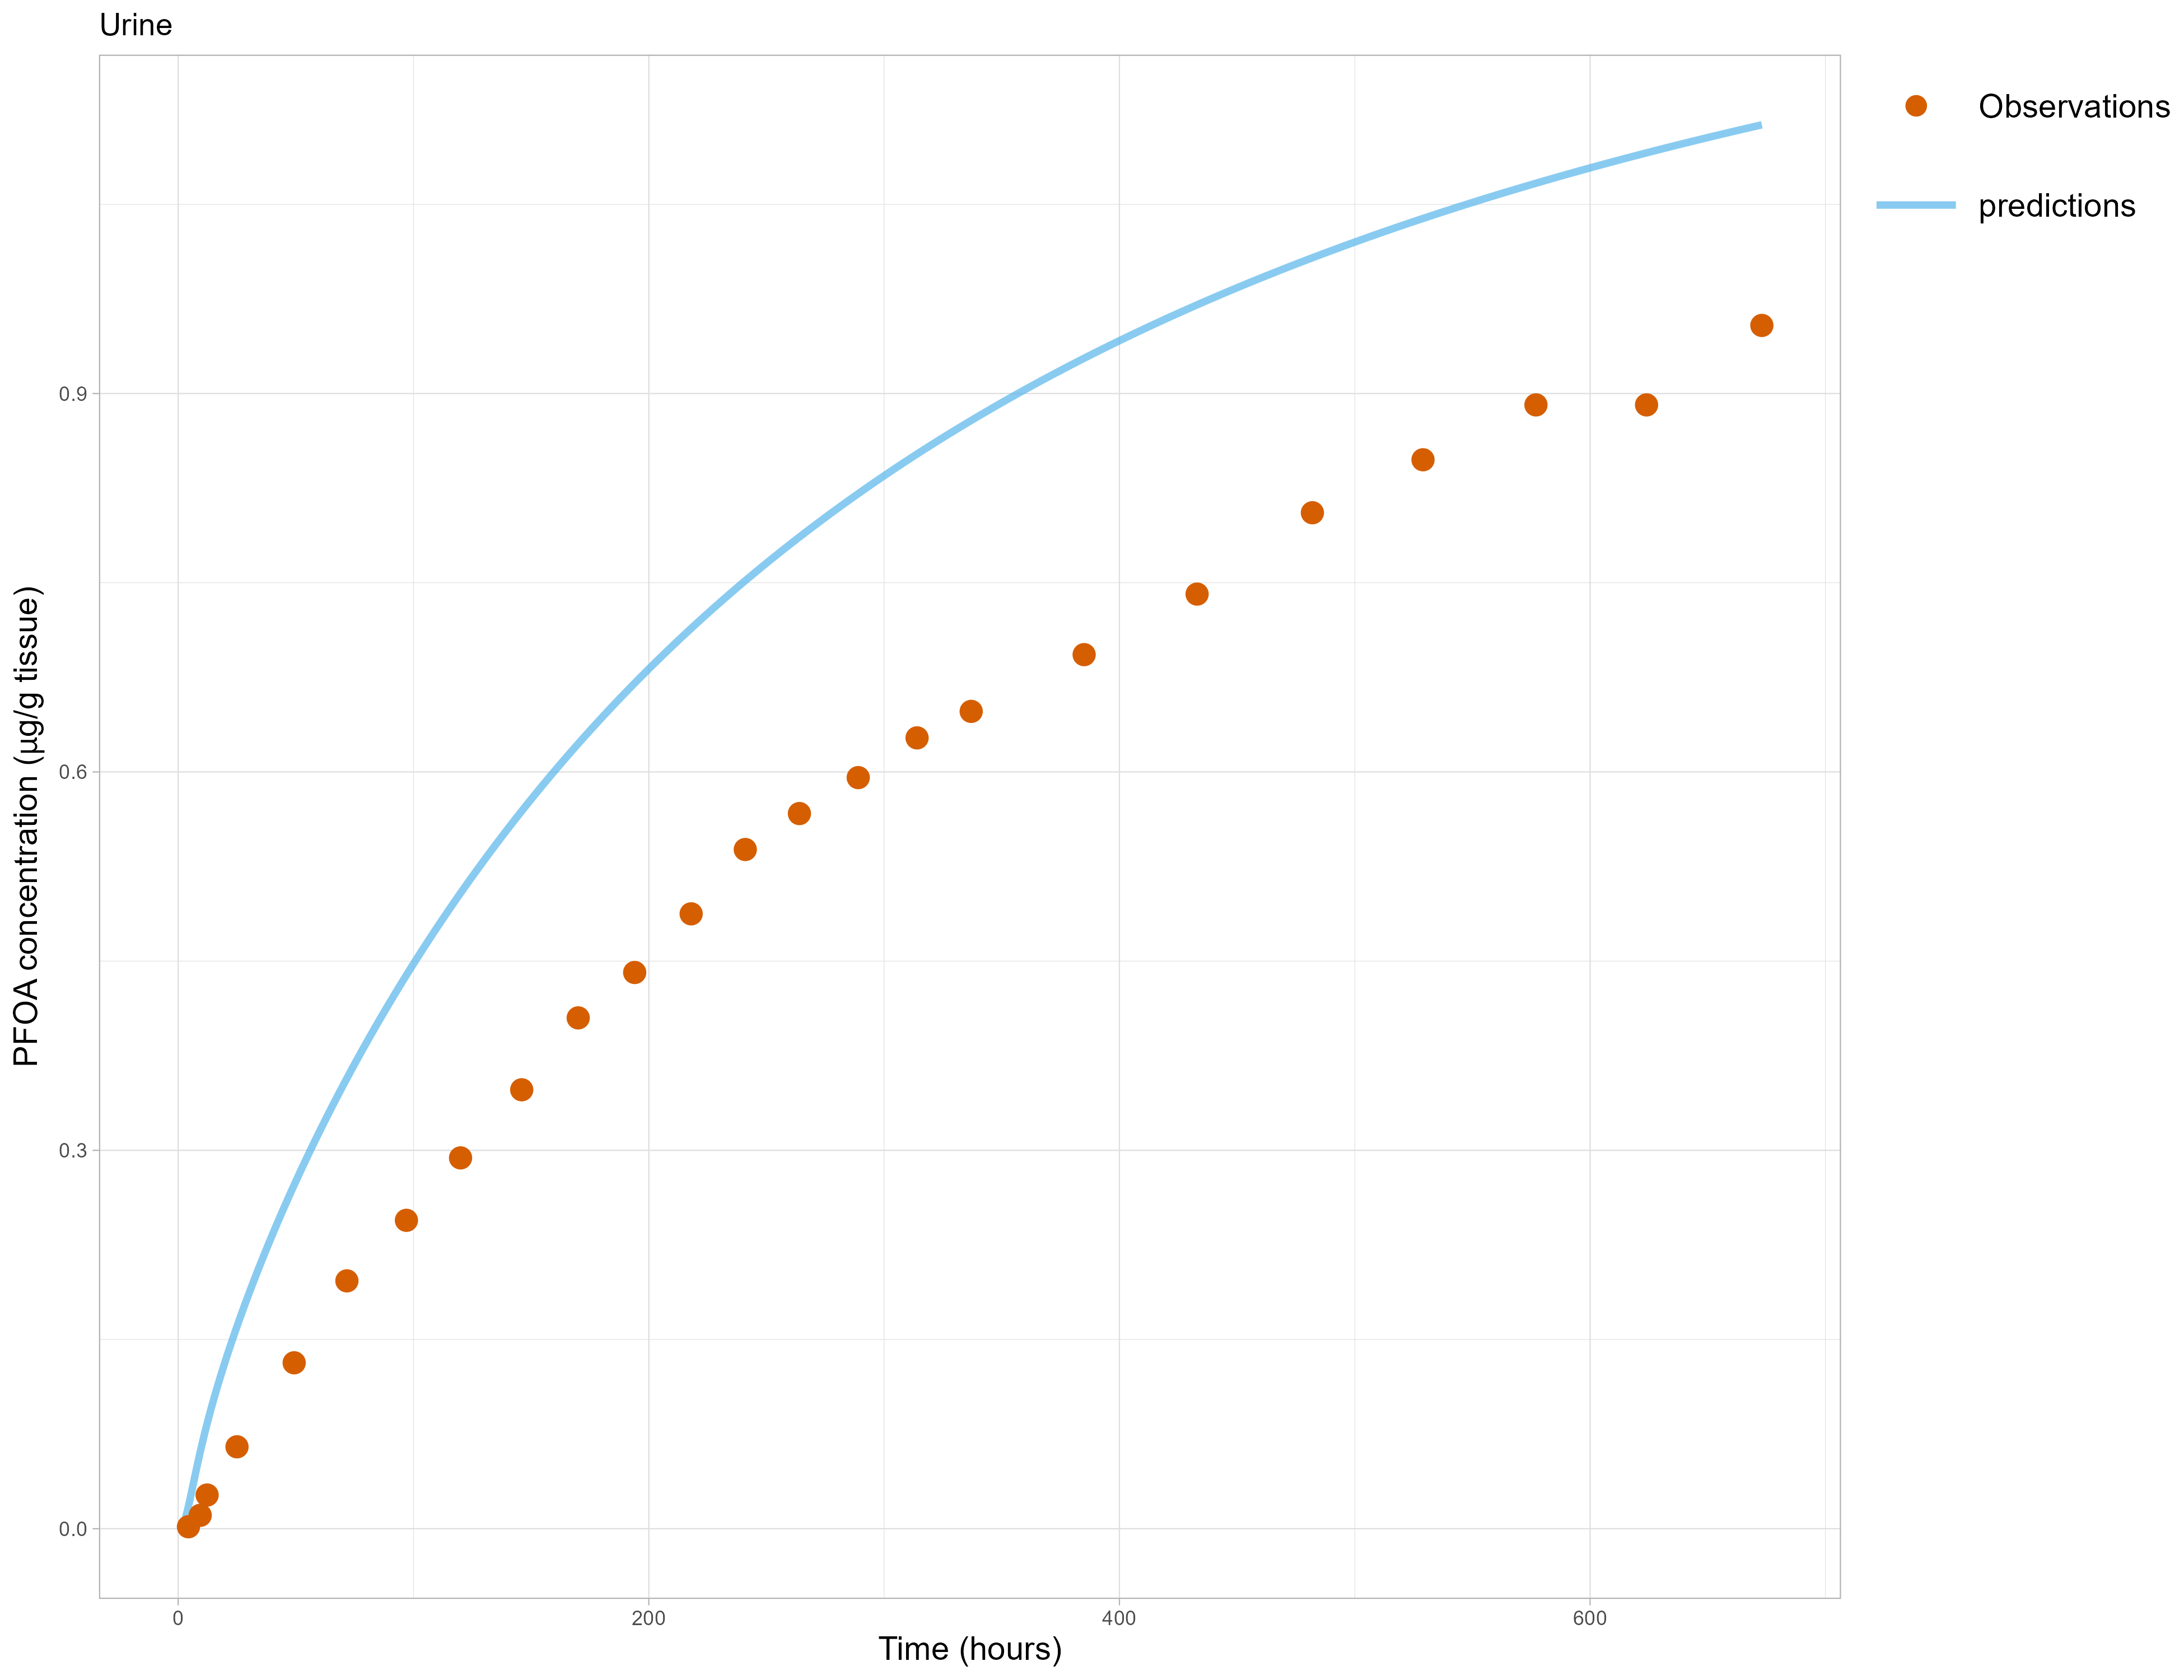 Urine
Observations
predictions
PFOA concentration (µg/g tissue)
0.9
0.6
0.3
0.0
0
200
400
600
Time (hours)